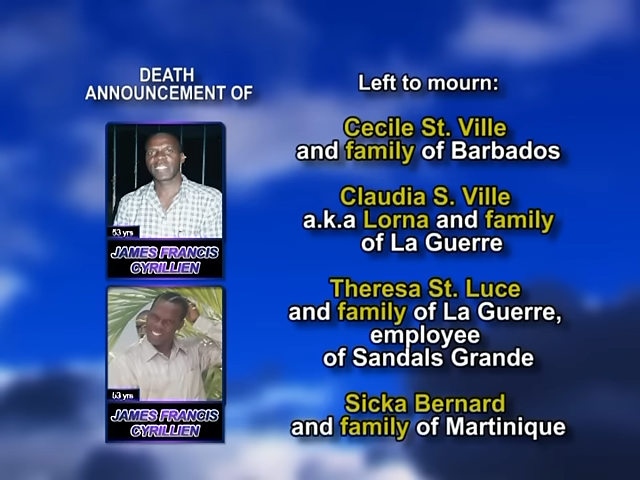 DEATH
ANNOUNCEMENT OF
53 yrs
JAMES FRANCIS
CYRILLIEN
53 yrs
JAMES FRANCIS
CYRILLIEN
Left to mourn:
Cecile St. Ville
and family of Barbados
Claudia S. Ville
a.k.a Lorna and family
of La Guerre
Theresa St. Luce
and family of La Guerre,
employee
of Sandals Grande
Sicka Bernard
and family of Martinique